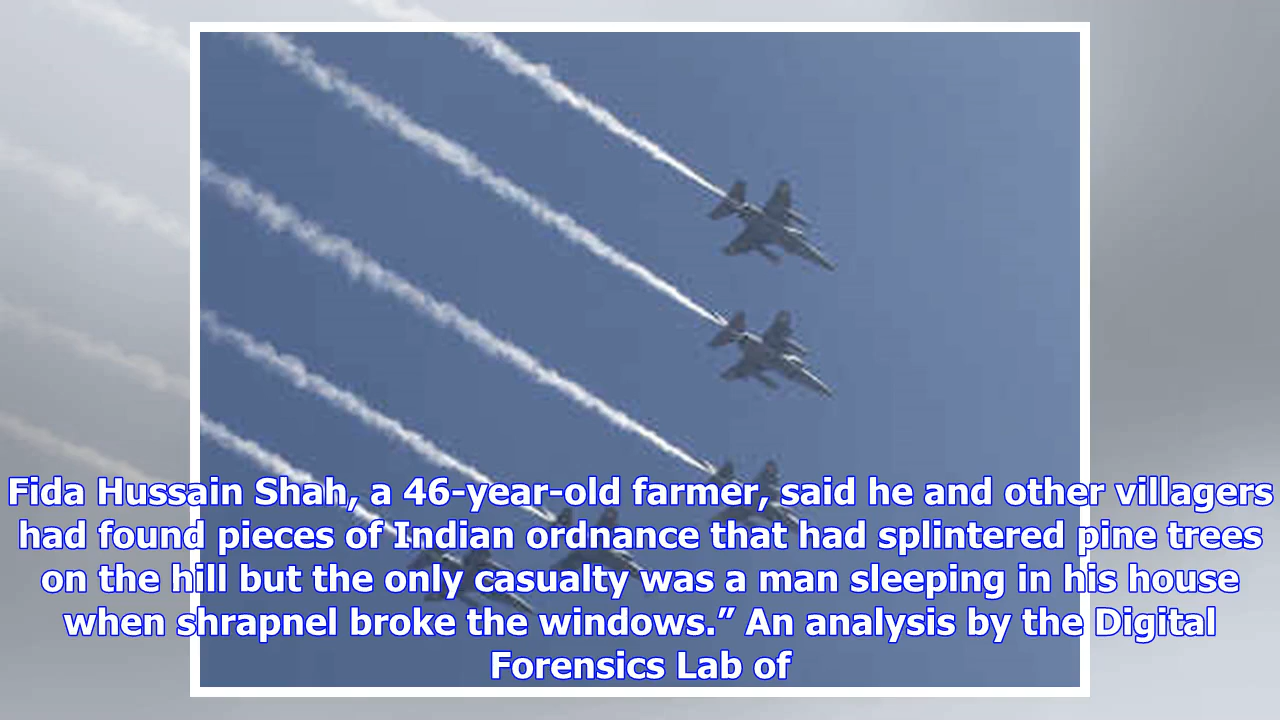 Fida Hussain Shah, a 46-year-old farmer, said he and other villagers
had found pieces of Indian ordnance that had splintered pine trees
on the hill but the only casualty was a man sleeping in his house
when shrapnel broke the windows.” An analysis by the Digital
Forensics Lab of